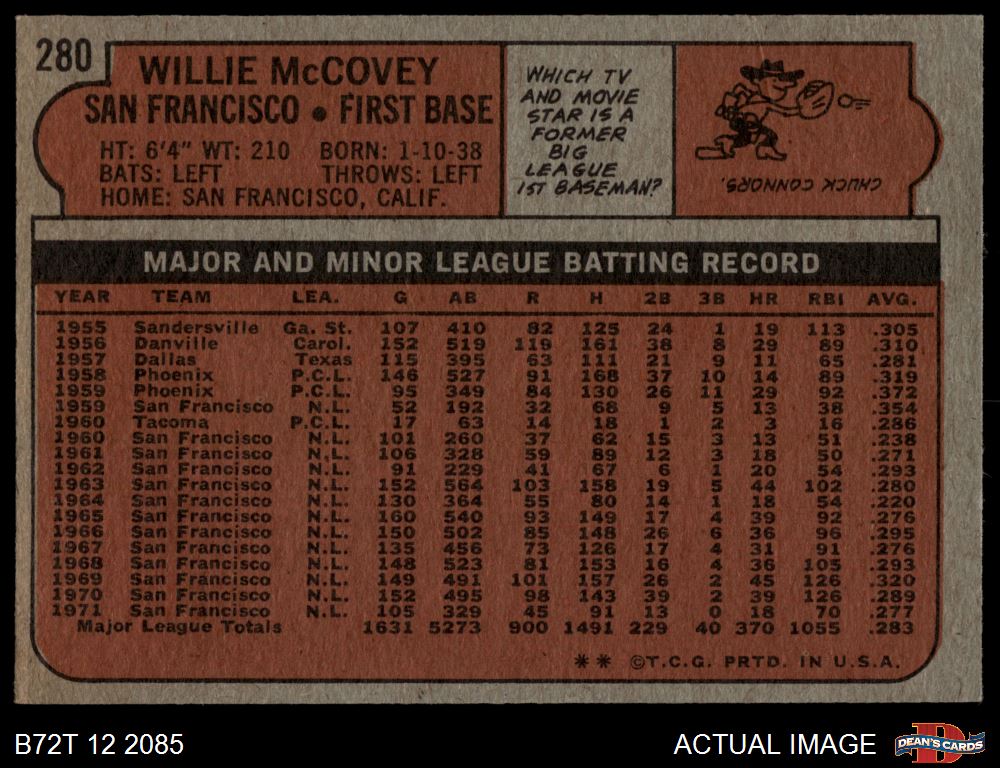 280
WILLIE McCOVEY
SAN FRANCISCO • FIRST BASE
HT: 6'4" WT: 210 BORN: 1-10-38
BATS: LEFT THROWS: LEFT
HOME: SAN FRANCISCO, CALIF.
WHICH TV
AND MOVIE
STAR IS A
FORMER
BIG
LEAGUE
1ST BASEMAN?
CHUCK CONNORS.
MAJOR AND MINOR LEAGUE BATTING RECORD
YEAR TEAM LEA. G AB R H 2B 3B HR RBI AVG.
1955 Sandersville Ga. St. 107 410 82 125 24 1 19 113 .305
1956 Danville Carol. 152 519 119 161 38 8 29 89 .310
1957 Dallas Texas 115 395 63 111 21 9 11 65 .281
1958 Phoenix P.C.L. 146 527 91 168 37 10 14 89 .319
1959 Phoenix P.C.L. 95 349 84 130 26 11 29 92 .372
1959 San Francisco N.L. 52 192 32 68 9 5 13 38 .354
1960 Tacoma P.C.L. 17 63 14 18 1 2 3 16 .286
1960 San Francisco N.L. 101 260 37 62 15 3 13 51 .238
1961 San Francisco N.L. 106 328 59 89 12 3 18 50 .271
1962 San Francisco N.L. 91 229 41 67 6 1 20 54 .293
1963 San Francisco N.L. 152 564 103 158 19 5 44 102 .280
1964 San Francisco N.L. 130 364 55 80 14 1 18 54 .220
1965 San Francisco N.L. 160 540 93 149 17 4 39 92 .276
1966 San Francisco N.L. 150 502 85 148 26 6 36 96 .295
1967 San Francisco N.L. 135 456 73 126 17 4 31 91 .276
1968 San Francisco N.L. 148 523 81 153 16 4 36 105 .293
1969 San Francisco N.L. 149 491 101 157 26 2 45 126 .320
1970 San Francisco N.L. 152 495 98 143 39 2 39 126 .289
1971 San Francisco N.L. 105 329 45 91 13 0 18 70 .277
Major League Totals 1631 5273 900 1491 229 40 370 1055 .283
** ©T.C.G. PRTD. IN U.S.A.
B72T 12 2085
ACTUAL IMAGE
D
DEAN'S CARDS